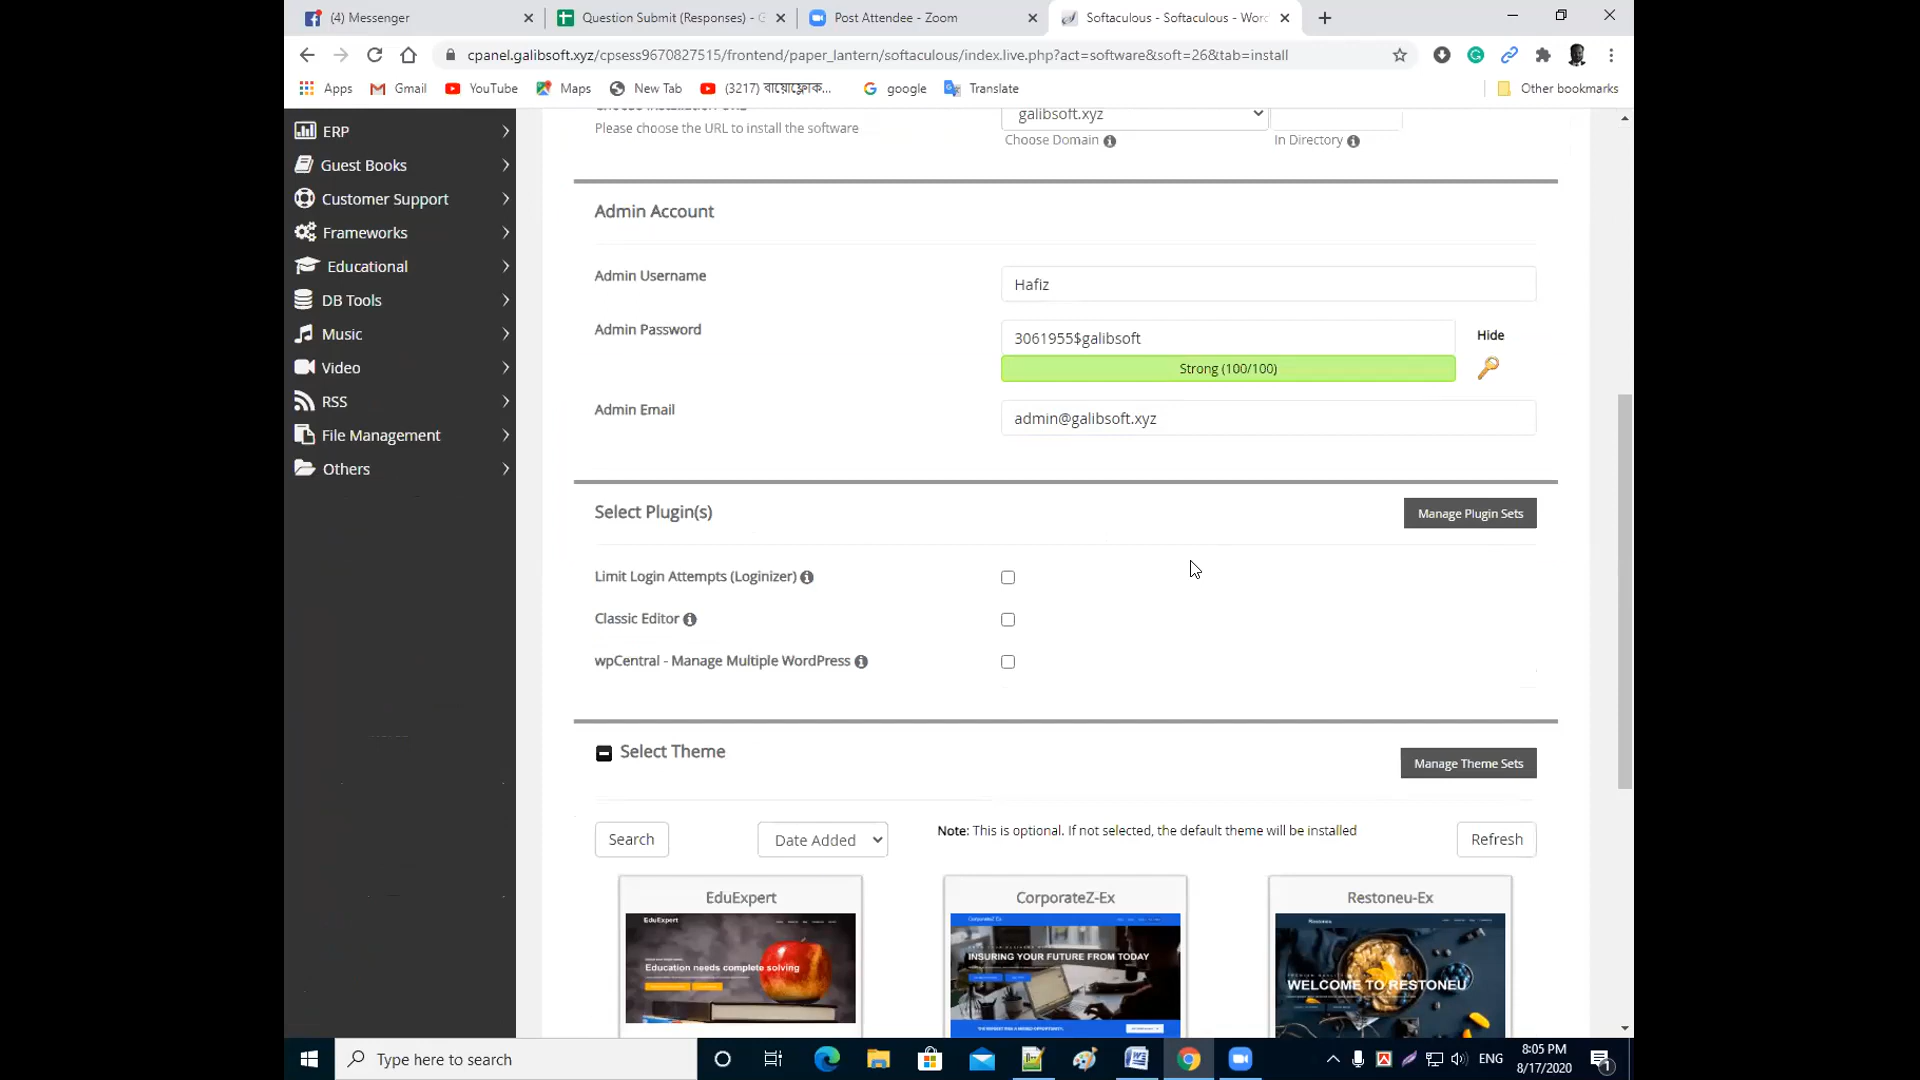 (4) Messenger
Question Submit (Responses) - G
Post Attendee - Zoom
Softaculous - Softaculous - Word
cpanel.galibsoft.xyz/cpsess9670827515/frontend/paper_lantern/softaculous/index.live.php?act=software&soft=26&tab=install
Apps
Gmail
YouTube
Maps
New Tab
(3217) বায়োফ্লোক...
google
Translate
Other bookmarks
ERP
Guest Books
Customer Support
Frameworks
Educational
DB Tools
Music
Video
RSS
File Management
Others
Please choose the URL to install the software
galibsoft.xyz
Choose Domain
In Directory
Admin Account
Admin Username
Hafiz
Admin Password
3061955$galibsoft
Hide
Strong (100/100)
Admin Email
admin@galibsoft.xyz
Select Plugin(s)
Manage Plugin Sets
Limit Login Attempts (Loginizer)
Classic Editor
wpCentral - Manage Multiple WordPress
Select Theme
Manage Theme Sets
Search
Date Added
Note: This is optional. If not selected, the default theme will be installed
Refresh
EduExpert
CorporateZ-Ex
Restoneu-Ex
EduExpert
Education needs complete solving
INSURING YOUR FUTURE FROM TODAY
Restoneu
WELCOME TO RESTONEU
Type here to search
ENG
8:05 PM
8/17/2020
1